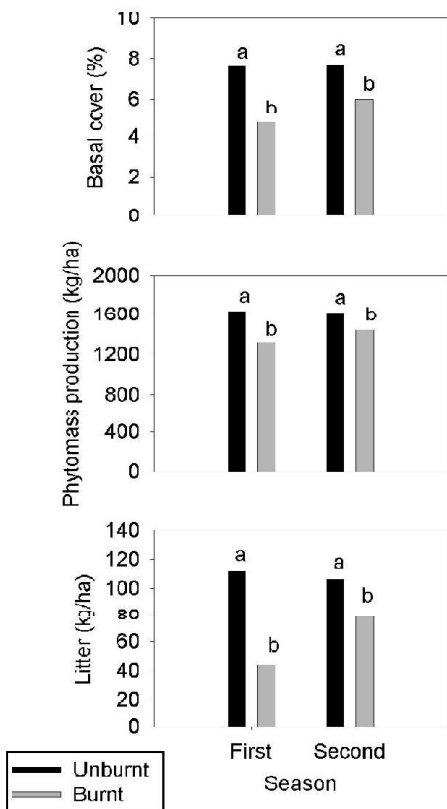 10
8
6
4
2
0
Basal cover (%)
a
b
a
b
2000
1600
1200
800
400
0
Phytomass production (kg/ha)
a
b
a
b
140
120
100
80
60
40
20
0
Litter (kg/ha)
a
b
a
b
First Second
Season
Unburnt
Burnt